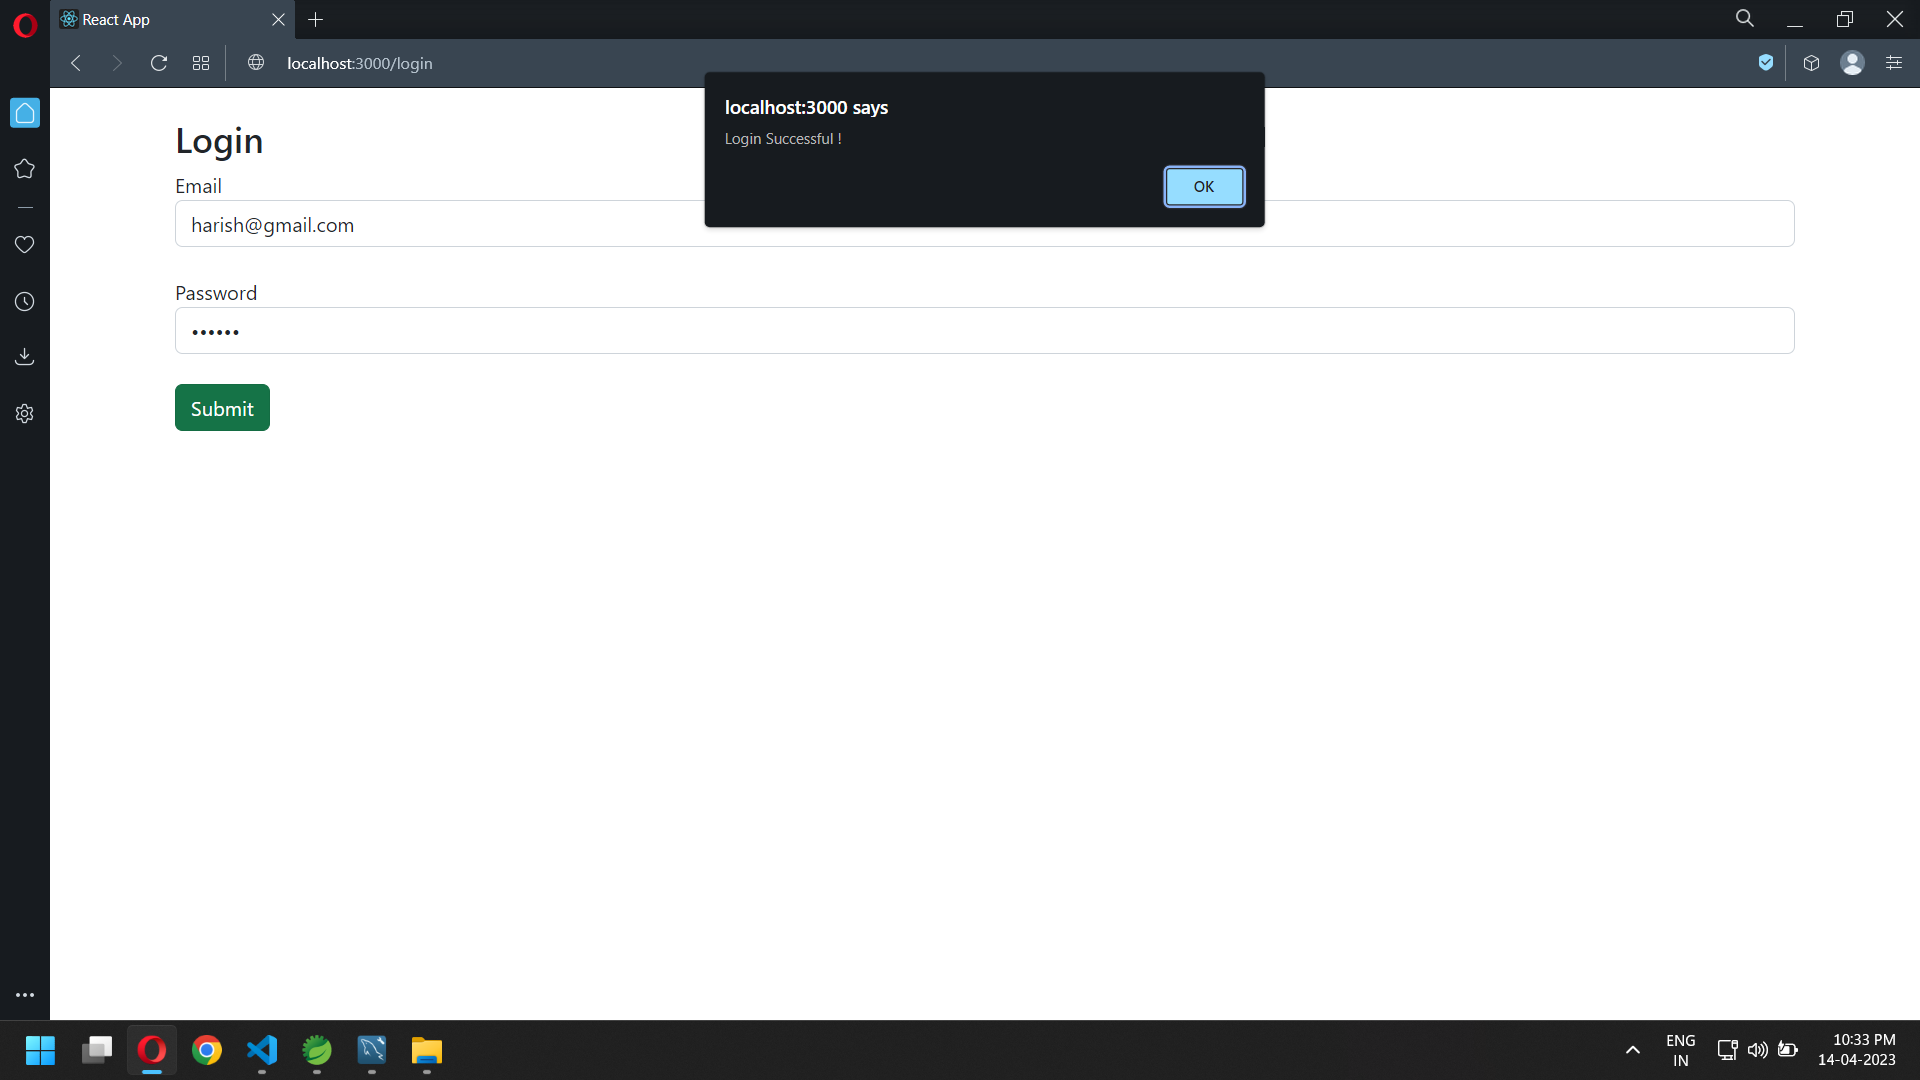 React App
localhost:3000/login
localhost:3000 says
Login Successful !
OK
Login
Email
harish@gmail.com
Password
••••••
Submit
ENG
IN
10:33 PM
14-04-2023